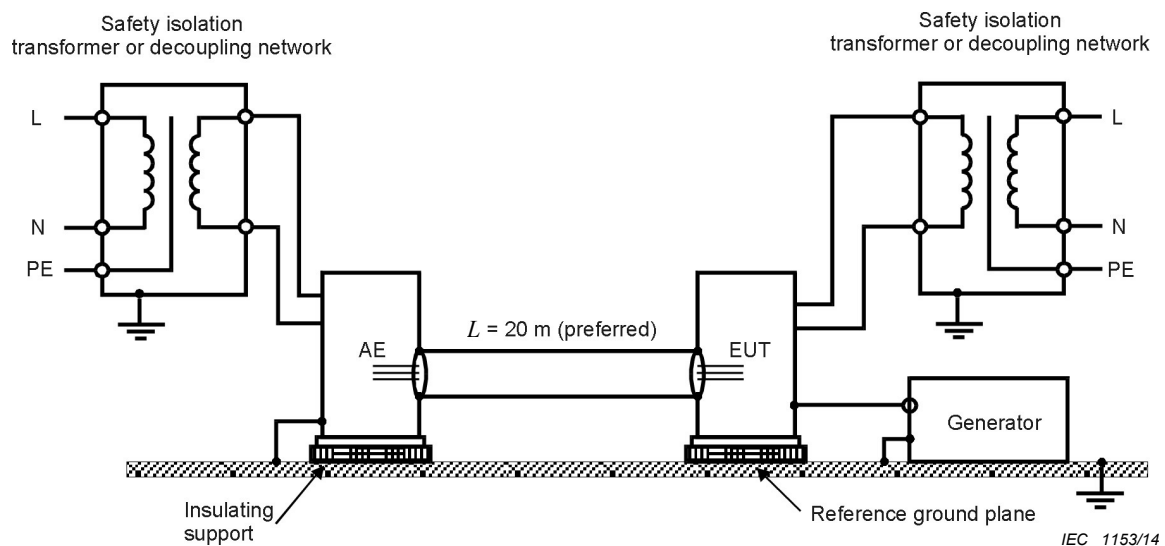 Safety isolation
transformer or decoupling network
Safety isolation
transformer or decoupling network
L
N
PE
L
N
PE
AE
L = 20 m (preferred)
EUT
Generator
Insulating
support
Reference ground plane
IEC 1153/14